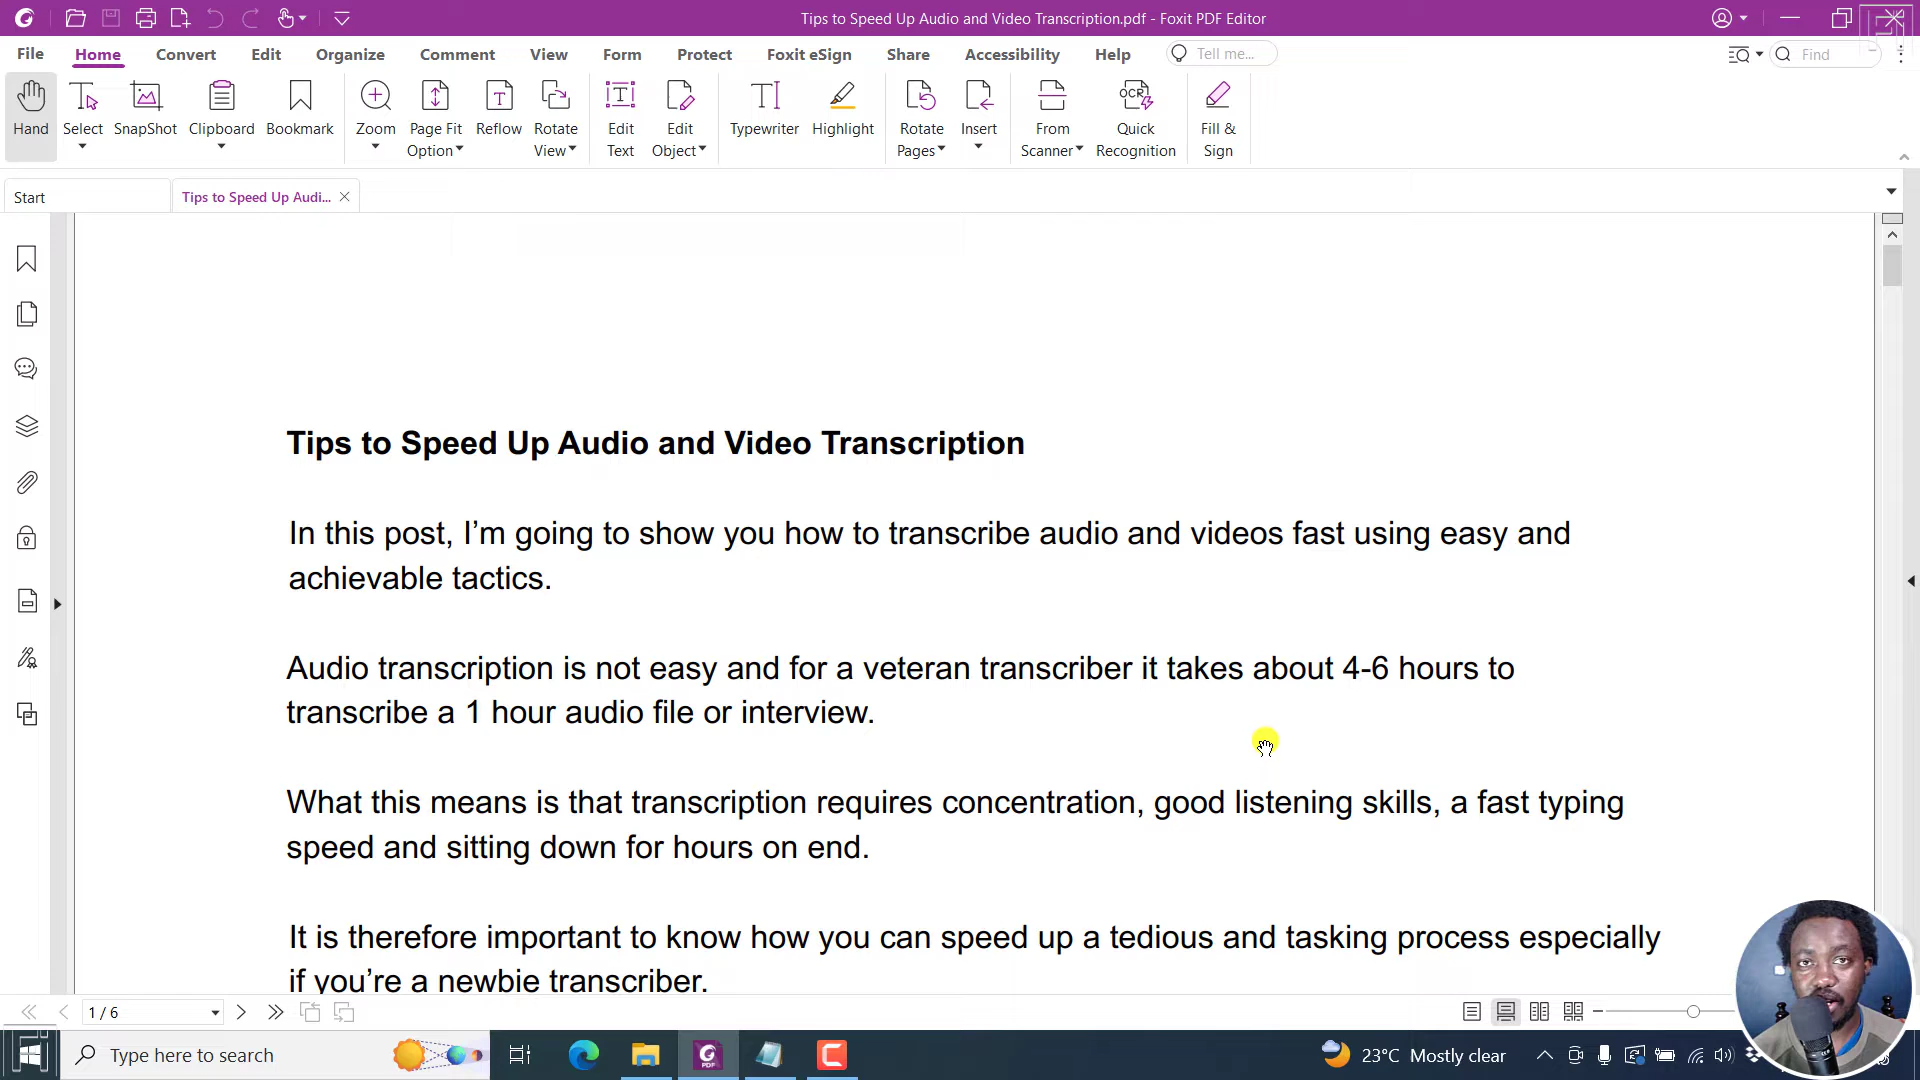 Tips to Speed Up Audio and Video Transcription.pdf - Foxit PDF Editor
File Home Convert Edit Organize Comment View Form Protect Foxit eSign Share Accessibility Help Tell me... Find
Hand Select SnapShot Clipboard Bookmark Zoom Page Fit Option Reflow Rotate View Edit Text Edit Object Typewriter Highlight Rotate Pages Insert From Scanner OCR Quick Recognition Fill & Sign
Start Tips to Speed Up Audi...
Tips to Speed Up Audio and Video Transcription
In this post, I’m going to show you how to transcribe audio and videos fast using easy and
achievable tactics.
Audio transcription is not easy and for a veteran transcriber it takes about 4-6 hours to
transcribe a 1 hour audio file or interview.
What this means is that transcription requires concentration, good listening skills, a fast typing
speed and sitting down for hours on end.
It is therefore important to know how you can speed up a tedious and tasking process especially
if you’re a newbie transcriber.
1 / 6
Type here to search PDF 23°C Mostly clear